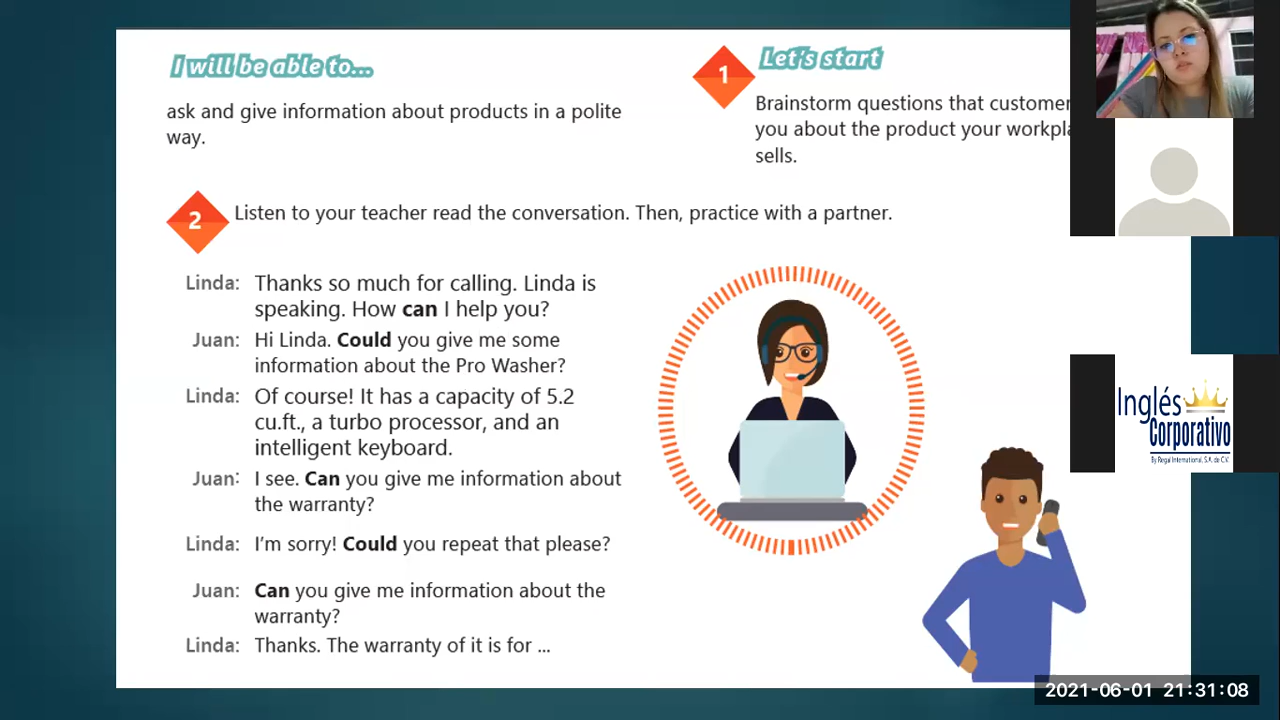 I will be able to...
ask and give information about products in a polite
way.
1
Let's start
Brainstorm questions that customer
you about the product your
sells.
2
Listen to your teacher read the conversation. Then, practice with a partner.
Linda: Thanks so much for calling. Linda is
speaking. How can I help you?
Juan: Hi Linda. Could you give me some
information about the Pro Washer?
Linda: Of course! It has a capacity of 5.2
cu.ft., a turbo processor, and an
intelligent keyboard.
Juan: I see. Can you give me information about
the warranty?
Linda: I'm sorry! Could you repeat that please?
Juan: Can you give me information about the
warranty?
Linda: Thanks. The warranty of it is for ...
Inglés
Corporativo
By Regal International, S.A. de C.V.
2021-06-01 21:31:08